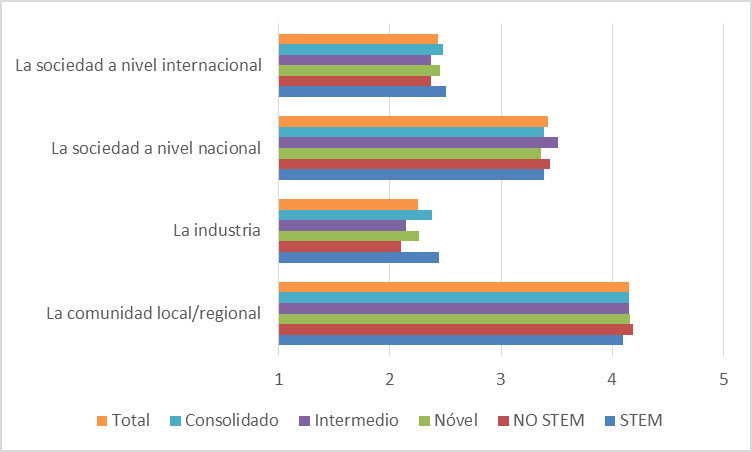 La sociedad a nivel internacional
La sociedad a nivel nacional
La industria
La comunidad local/regional
1 2 3 4 5
Total Consolidado Intermedio Nóvel NO STEM STEM